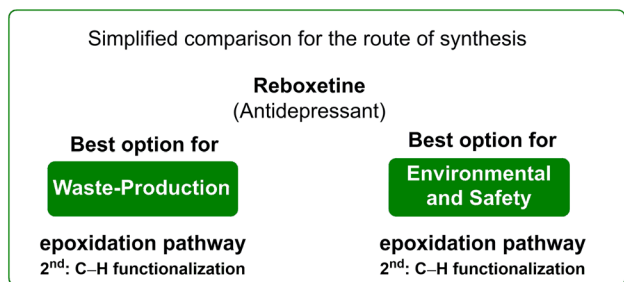 Simplified comparison for the route of synthesis
Reboxetine
(Antidepressant)
Best option for
Waste-Production
epoxidation pathway
2nd: C–H functionalization
Best option for
Environmental
and Safety
epoxidation pathway
2nd: C–H functionalization